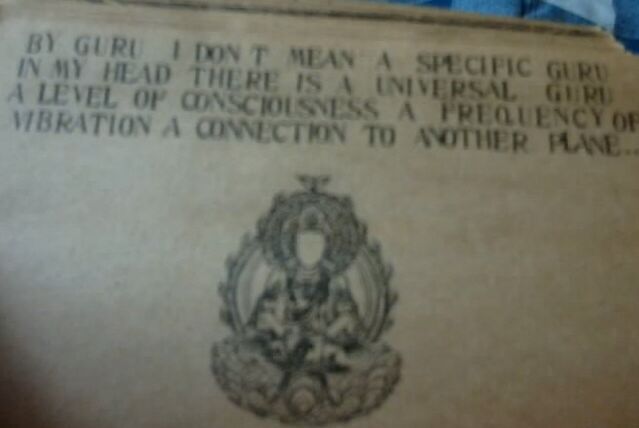 BY GURU I DON T MEAN A SPECIFIC GURU
IN MY HEAD THERE IS A UNIVERSAL GURU
A LEVEL OF CONSCIOUSNESS A FREQUENCY OF
VIBRATION A CONNECTION TO ANOTHER PLANE...